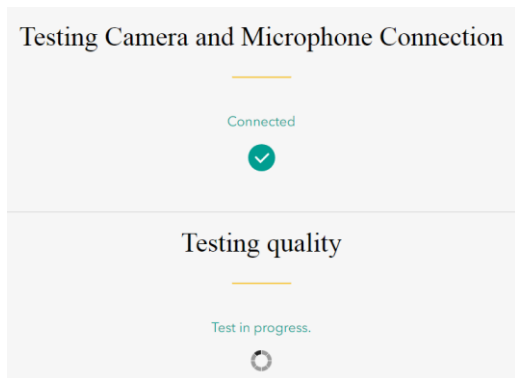 Testing Camera and Microphone Connection
Connected
Testing quality
Test in progress.